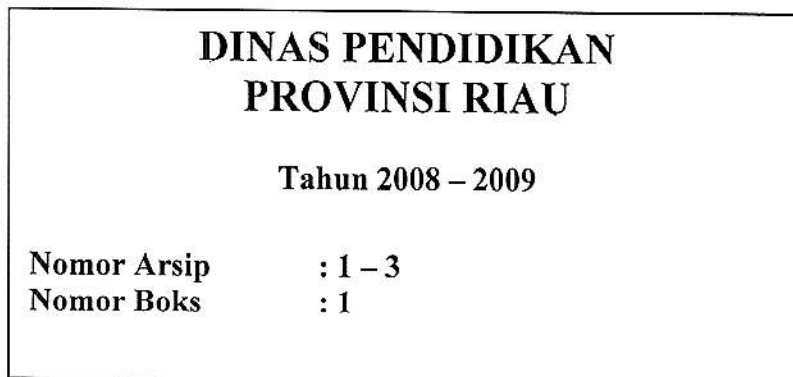 DINAS PENDIDIKAN
PROVINSI RIAU
Tahun 2008 – 2009
Nomor Arsip : 1 – 3
Nomor Boks : 1